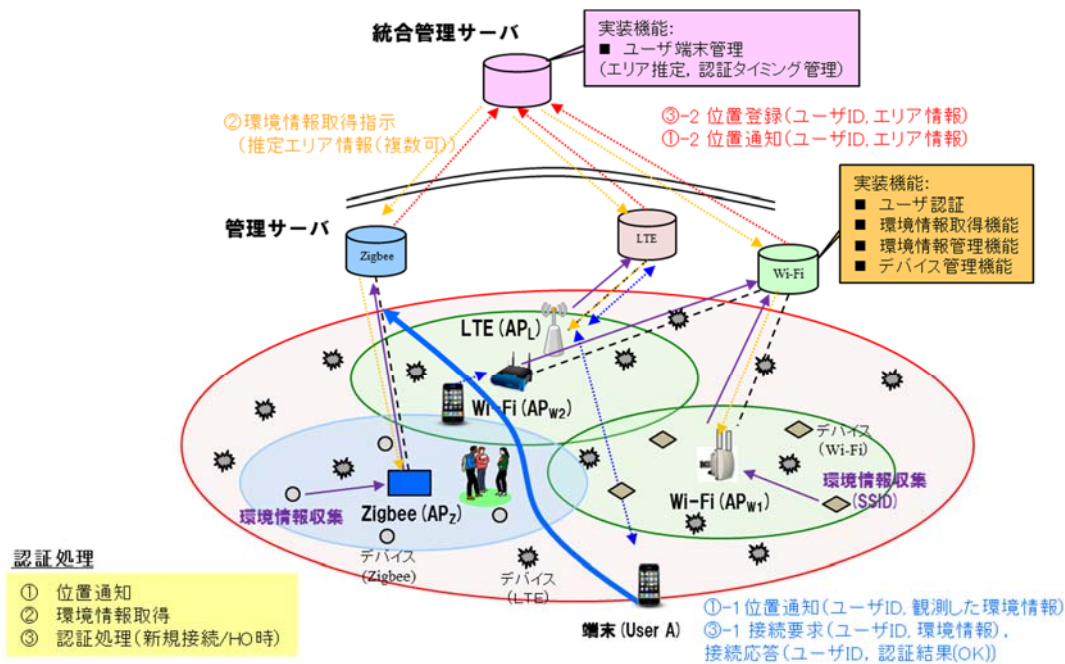 統合管理サーバ
実装機能:
■ ユーザ端末管理
(エリア推定, 認証タイミング管理)
②環境情報取得指示
(推定エリア情報(複数可))
③-2 位置登録(ユーザID, エリア情報)
①-2 位置通知(ユーザID, エリア情報)
実装機能:
■ ユーザ認証
■ 環境情報取得機能
■ 環境情報管理機能
■ デバイス管理機能
管理サーバ
Zigbee
LTE
Wi-Fi
LTE(APL)
Wi-Fi(APW2)
デバイス
(Wi-Fi)
環境情報収集
(SSID)
Wi-Fi(APW1)
環境情報収集
Zigbee(APZ)
デバイス
(Zigbee)
デバイス
(LTE)
認証処理
① 位置通知
② 環境情報取得
③ 認証処理(新規接続/HO時)
端末(User A)
①-1位置通知(ユーザID, 観測した環境情報)
③-1 接続要求(ユーザID, 環境情報),
接続応答(ユーザID, 認証結果(OK))